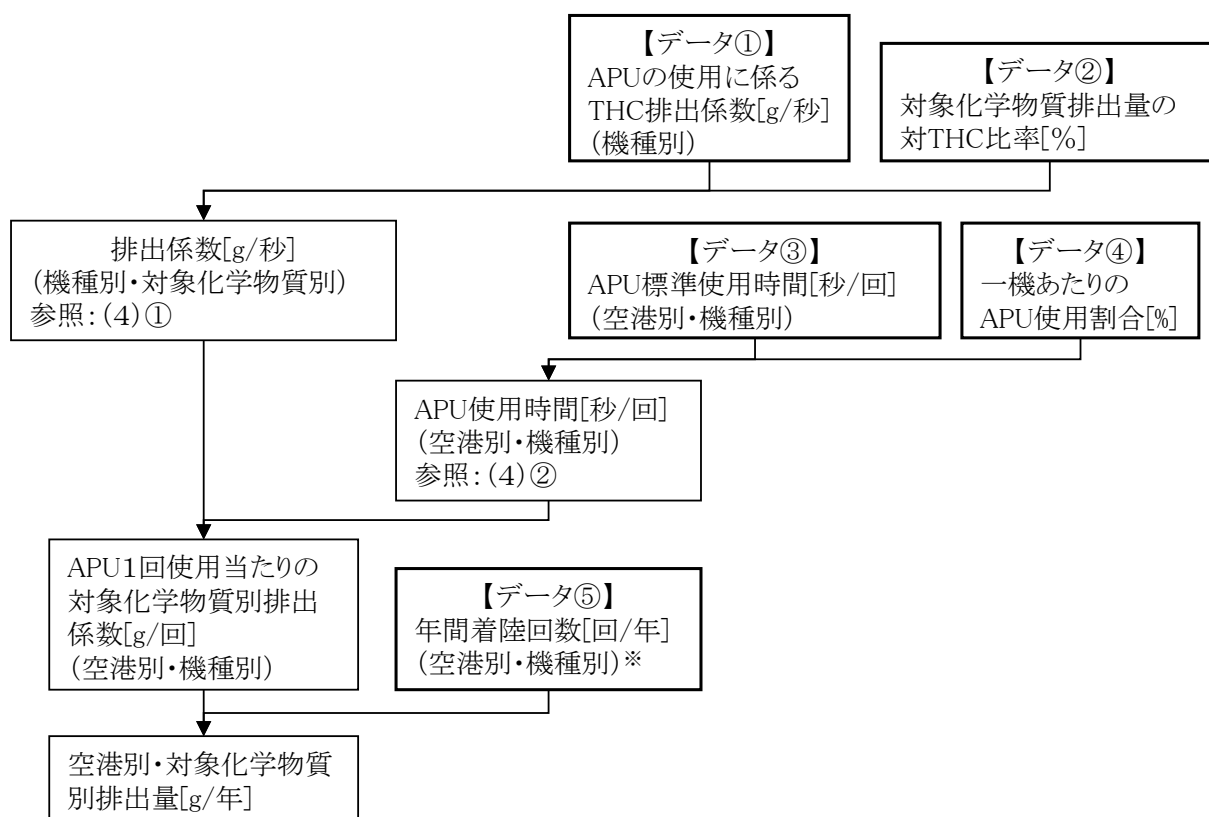 【データ①】
APUの使用に係る
THC排出係数[g/秒]
(機種別)
【データ②】
対象化学物質排出量の
対THC比率[%]
排出係数[g/秒]
(機種別・対象化学物質別)
参照：(4)①
【データ③】
APU標準使用時間[秒/回]
(空港別・機種別)
【データ④】
一機あたりの
APU使用割合[%]
APU使用時間[秒/回]
(空港別・機種別)
参照：(4)②
APU１回使用当たりの
対象化学物質別排出
係数[g/回]
(空港別・機種別)
【データ⑤】
年間着陸回数[回/年]
(空港別・機種別)※
空港別・対象化学物質
別排出量[g/年]